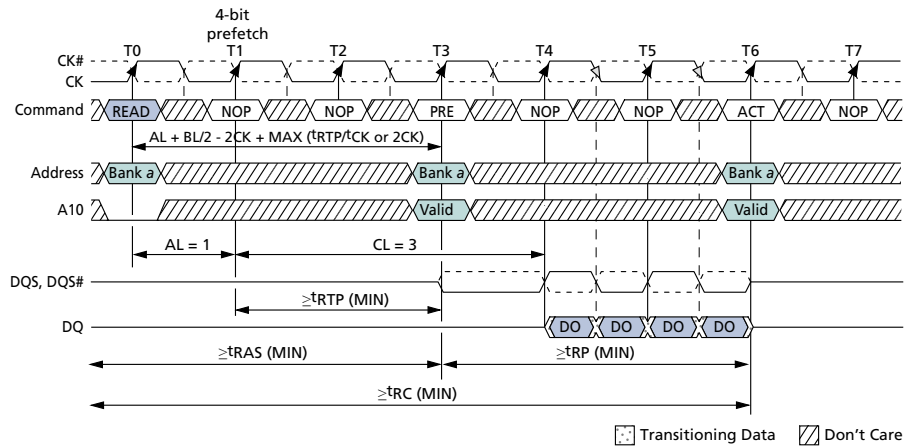 4-bit
prefetch
T0 T1 T2 T3 T4 T5 T6 T7
CK#
CK
Command READ NOP NOP PRE NOP NOP ACT NOP
AL + BL/2 - 2CK + MAX (tRTP/tCK or 2CK)
Address Bank a Bank a Bank a
A10 Valid Valid
AL = 1 CL = 3
DQS, DQS#
≥tRTP (MIN)
DQ DO DO DO DO
≥tRAS (MIN) ≥tRP (MIN)
≥tRC (MIN)
Transitioning Data Don't Care